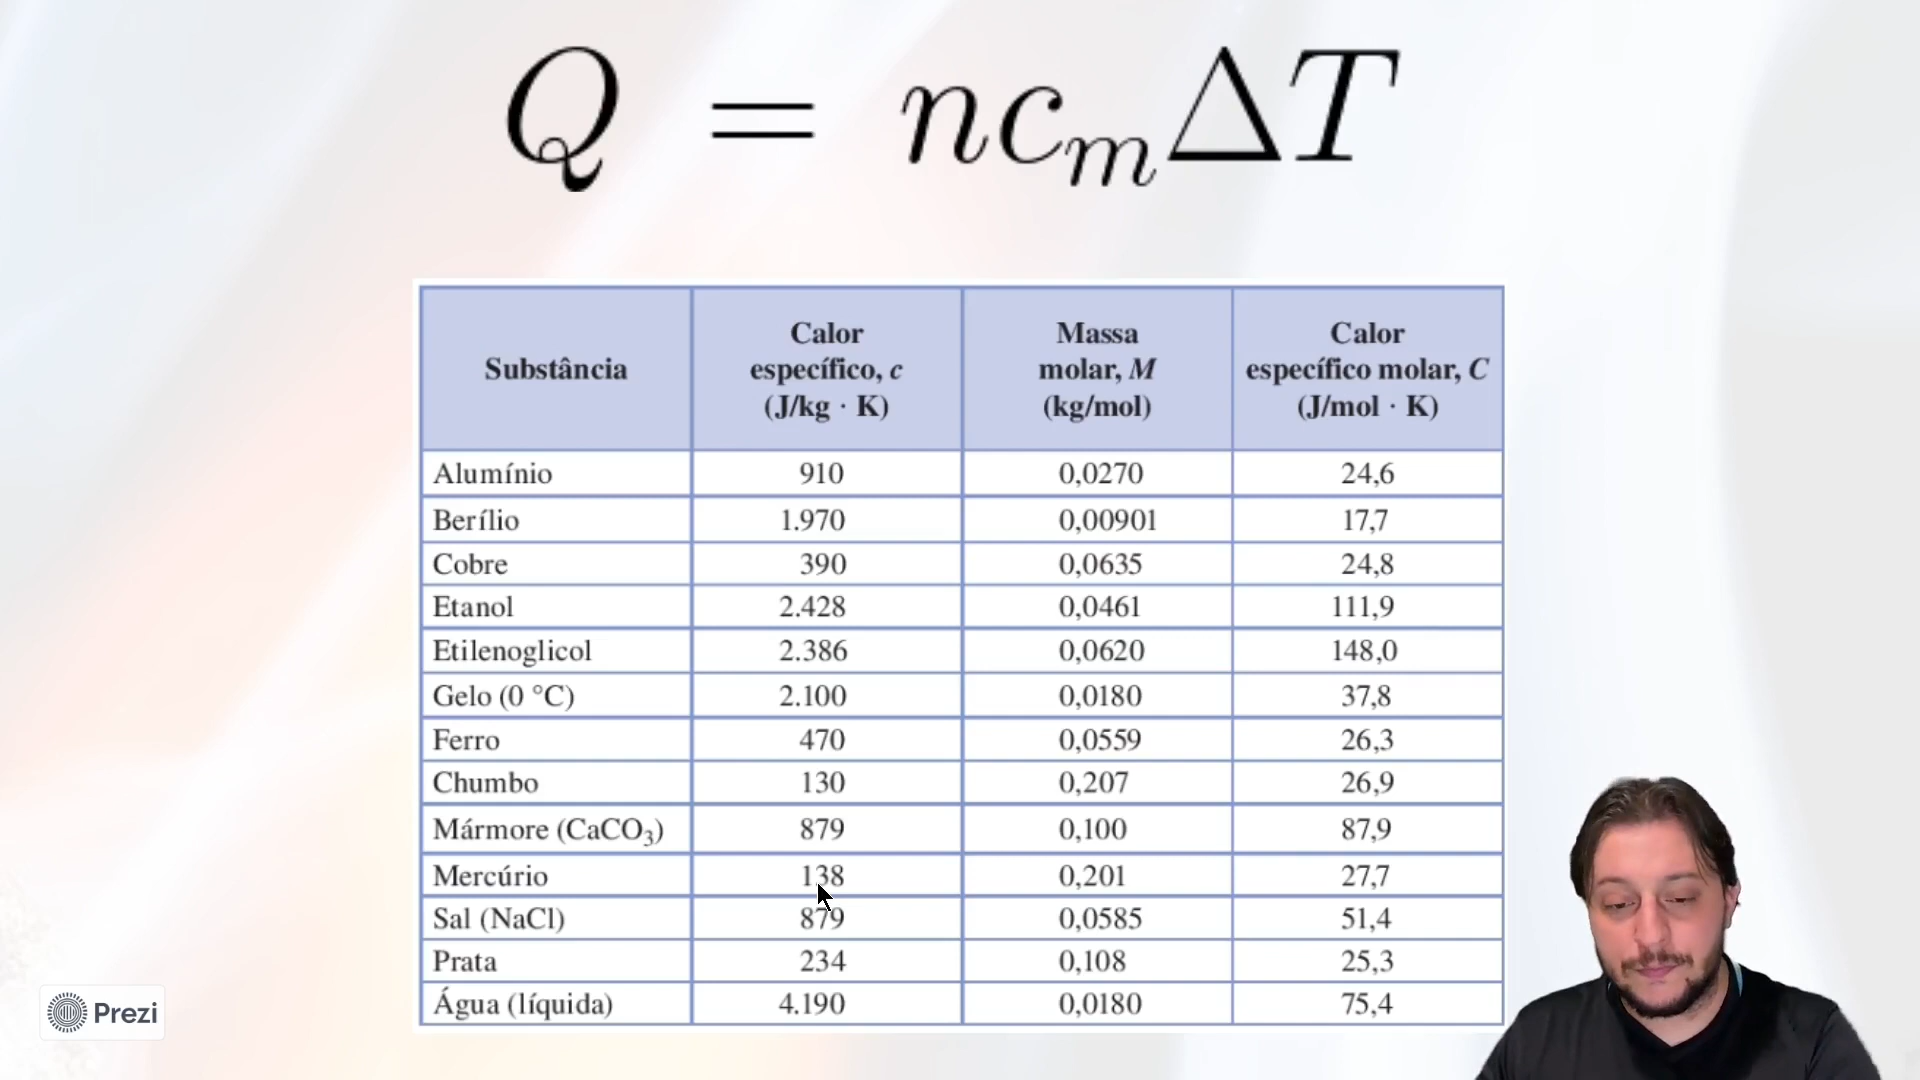 Q = nc_mΔT
Substância | Calor específico, c (J/kg · K) | Massa molar, M (kg/mol) | Calor específico molar, C (J/mol · K)
Alumínio | 910 | 0,0270 | 24,6
Berílio | 1.970 | 0,00901 | 17,7
Cobre | 390 | 0,0635 | 24,8
Etanol | 2.428 | 0,0461 | 111,9
Etilenoglicol | 2.386 | 0,0620 | 148,0
Gelo (0 °C) | 2.100 | 0,0180 | 37,8
Ferro | 470 | 0,0559 | 26,3
Chumbo | 130 | 0,207 | 26,9
Mármore (CaCO₃) | 879 | 0,100 | 87,9
Mercúrio | 138 | 0,201 | 27,7
Sal (NaCl) | 879 | 0,0585 | 51,4
Prata | 234 | 0,108 | 25,3
Água (líquida) | 4.190 | 0,0180 | 75,4
Prezi